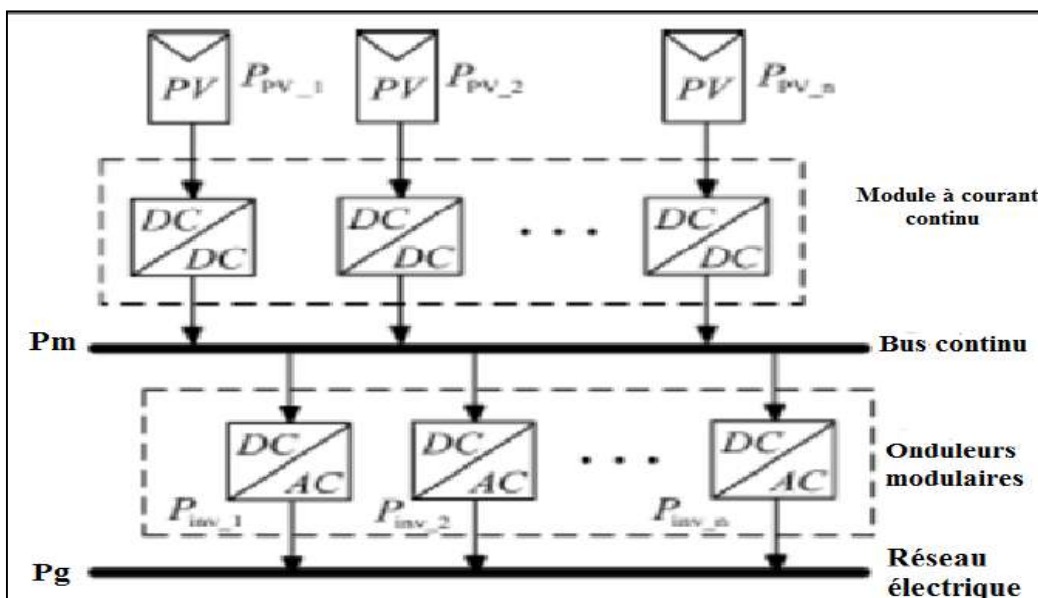 PV P_PV_1 PV P_PV_2 PV P_PV_n
Module à courant
continu
DC DC DC
DC DC • • • DC
Pm Bus continu
DC DC DC
AC AC • • • AC
Onduleurs
modulaires
P_inv_1 P_inv_2 P_inv_n
Pg Réseau
électrique